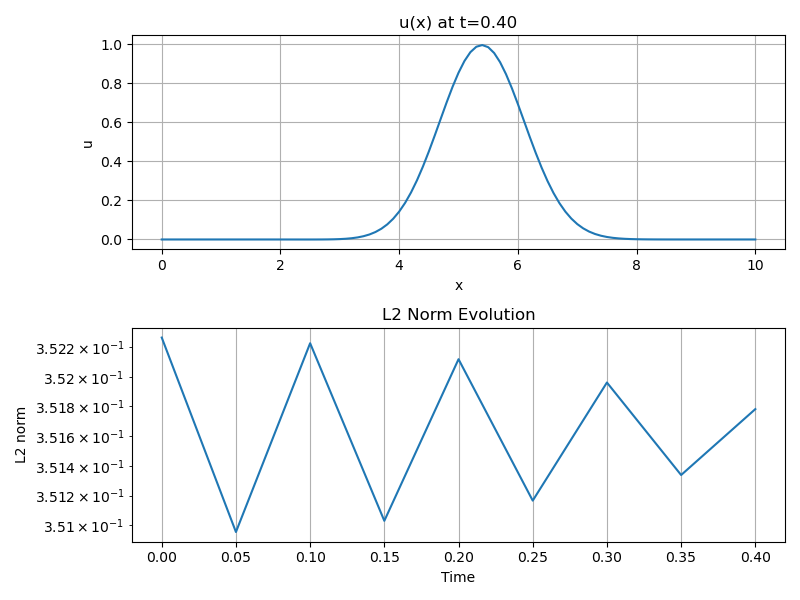 u(x) at t=0.40
1.0
0.8
0.6
0.4
0.2
0.0
u
0 2 4 6 8 10
x
L2 Norm Evolution
3.522 × 10⁻¹
3.52 × 10⁻¹
3.518 × 10⁻¹
3.516 × 10⁻¹
3.514 × 10⁻¹
3.512 × 10⁻¹
3.51 × 10⁻¹
L2 norm
0.00 0.05 0.10 0.15 0.20 0.25 0.30 0.35 0.40
Time